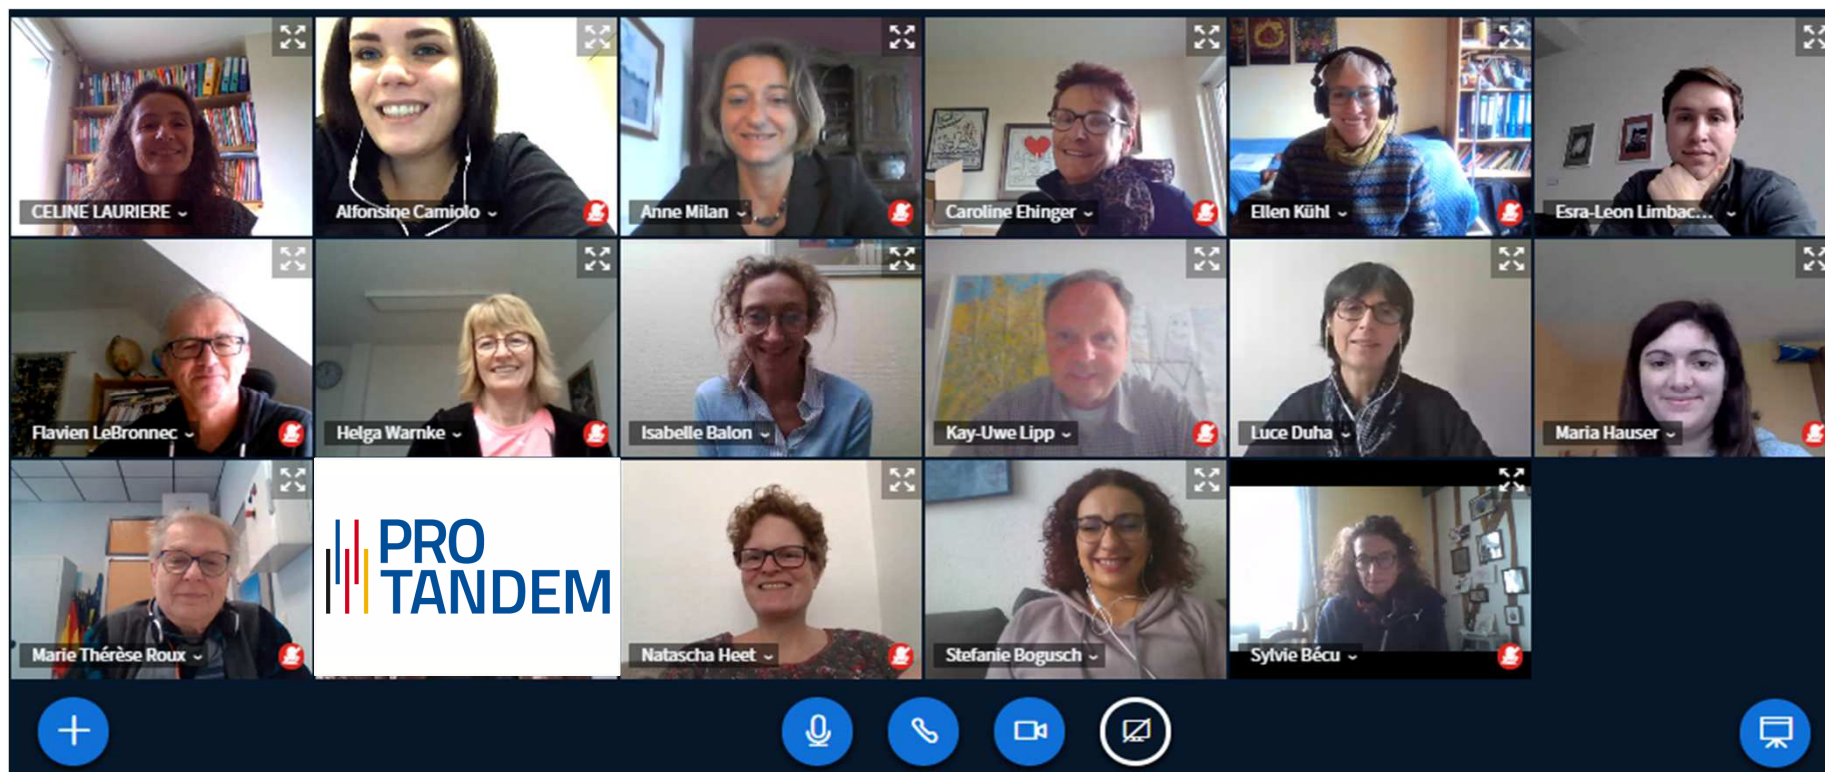 CELINE LAURIERE
Alfonsine Camiolo
Anne Milan
Caroline Ehinger
Ellen Kühl
Esra-Leon Limbac...
Flavien LeBronnec
Helga Warnke
Isabelle Balon
Kay-Uwe Lipp
Luce Duha
Maria Hauser
Marie Thérèse Roux
PRO
TANDEM
Natascha Heet
Stefanie Bogusch
Sylvie Bécu